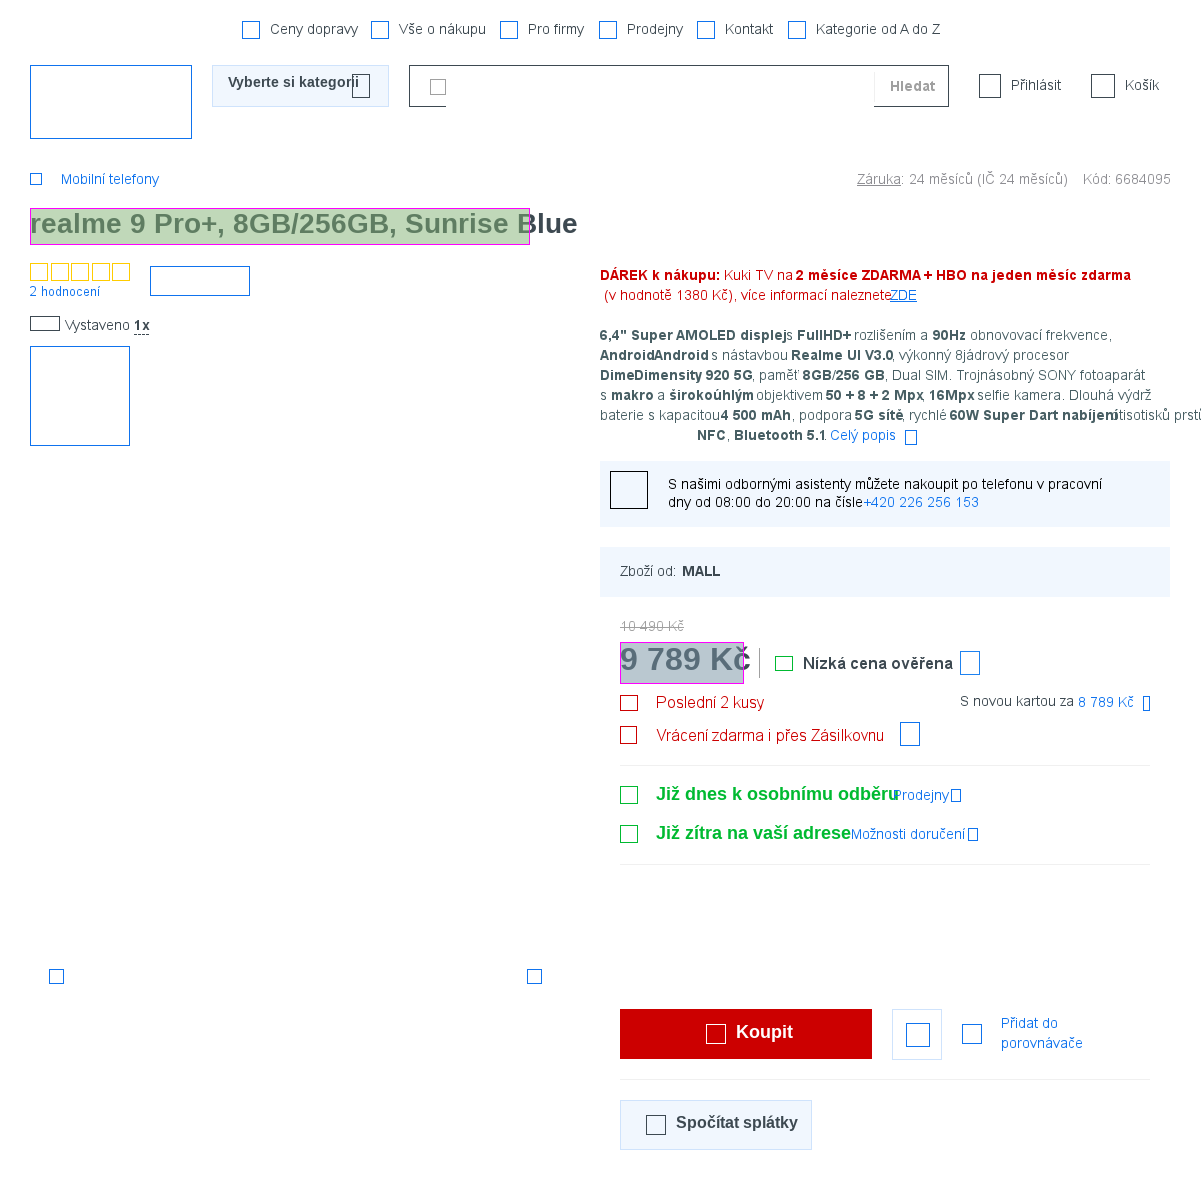 Ceny dopravy Vše o nákupu Pro firmy Prodejny Kontakt Kategorie od A do Z
Vyberte si kategorii Hledat Přihlásit Košík
Mobilní telefony Záruka: 24 měsíců (IČ 24 měsíců) Kód: 6684095
realme 9 Pro+, 8GB/256GB, Sunrise Blue
2 hodnocení
Vystaveno 1x
DÁREK k nákupu: Kuki TV na 2 měsíce ZDARMA + HBO na jeden měsíc zdarma
(v hodnotě 1380 Kč), více informací naleznete ZDE
6,4" Super AMOLED displej s FullHD+ rozlišením a 90Hz obnovovací frekvence,
Android Android s nástavbou Realme UI V3.0, výkonný 8jádrový procesor
Dime Dimensity 920 5G, paměť 8GB/256 GB, Dual SIM. Trojnásobný SONY fotoaparát
s makro a širokoúhlým objektivem 50 + 8 + 2 Mpx, 16Mpx selfie kamera. Dlouhá výdrž
baterie s kapacitou 4 500 mAh, podpora 5G sítě, rychlé 60W Super Dart nabíjení
NFC, Bluetooth 5.1. Celý popis
S našimi odbornými asistenty můžete nakoupit po telefonu v pracovní
dny od 08:00 do 20:00 na čísle +420 226 256 153
Zboží od: MALL
10 490 Kč
9 789 Kč Nízká cena ověřena
Poslední 2 kusy S novou kartou za 8 789 Kč
Vrácení zdarma i přes Zásilkovnu
Již dnes k osobnímu odběru Prodejny
Již zítra na vaší adrese Možnosti doručení
Koupit Přidat do
porovnávače
Spočítat splátky